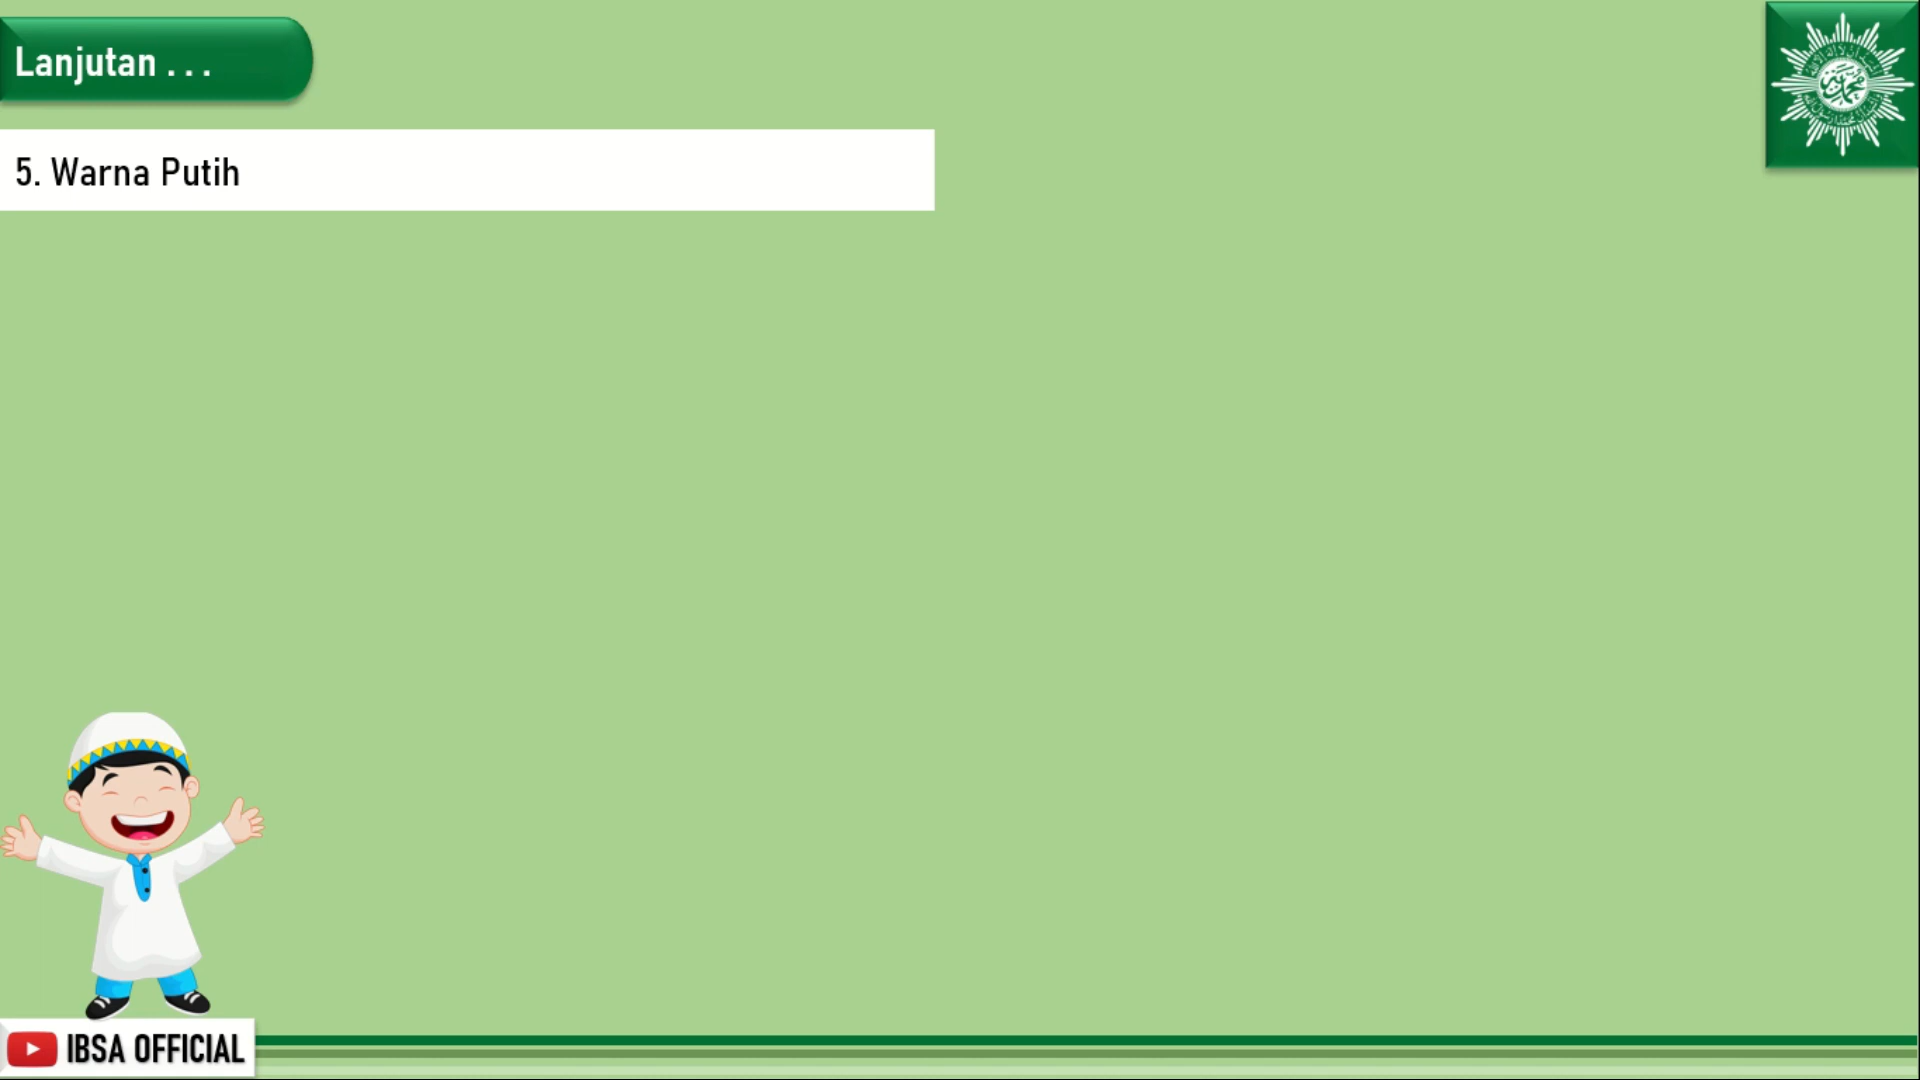 Lanjutan . . .
5. Warna Putih
IBSA OFFICIAL